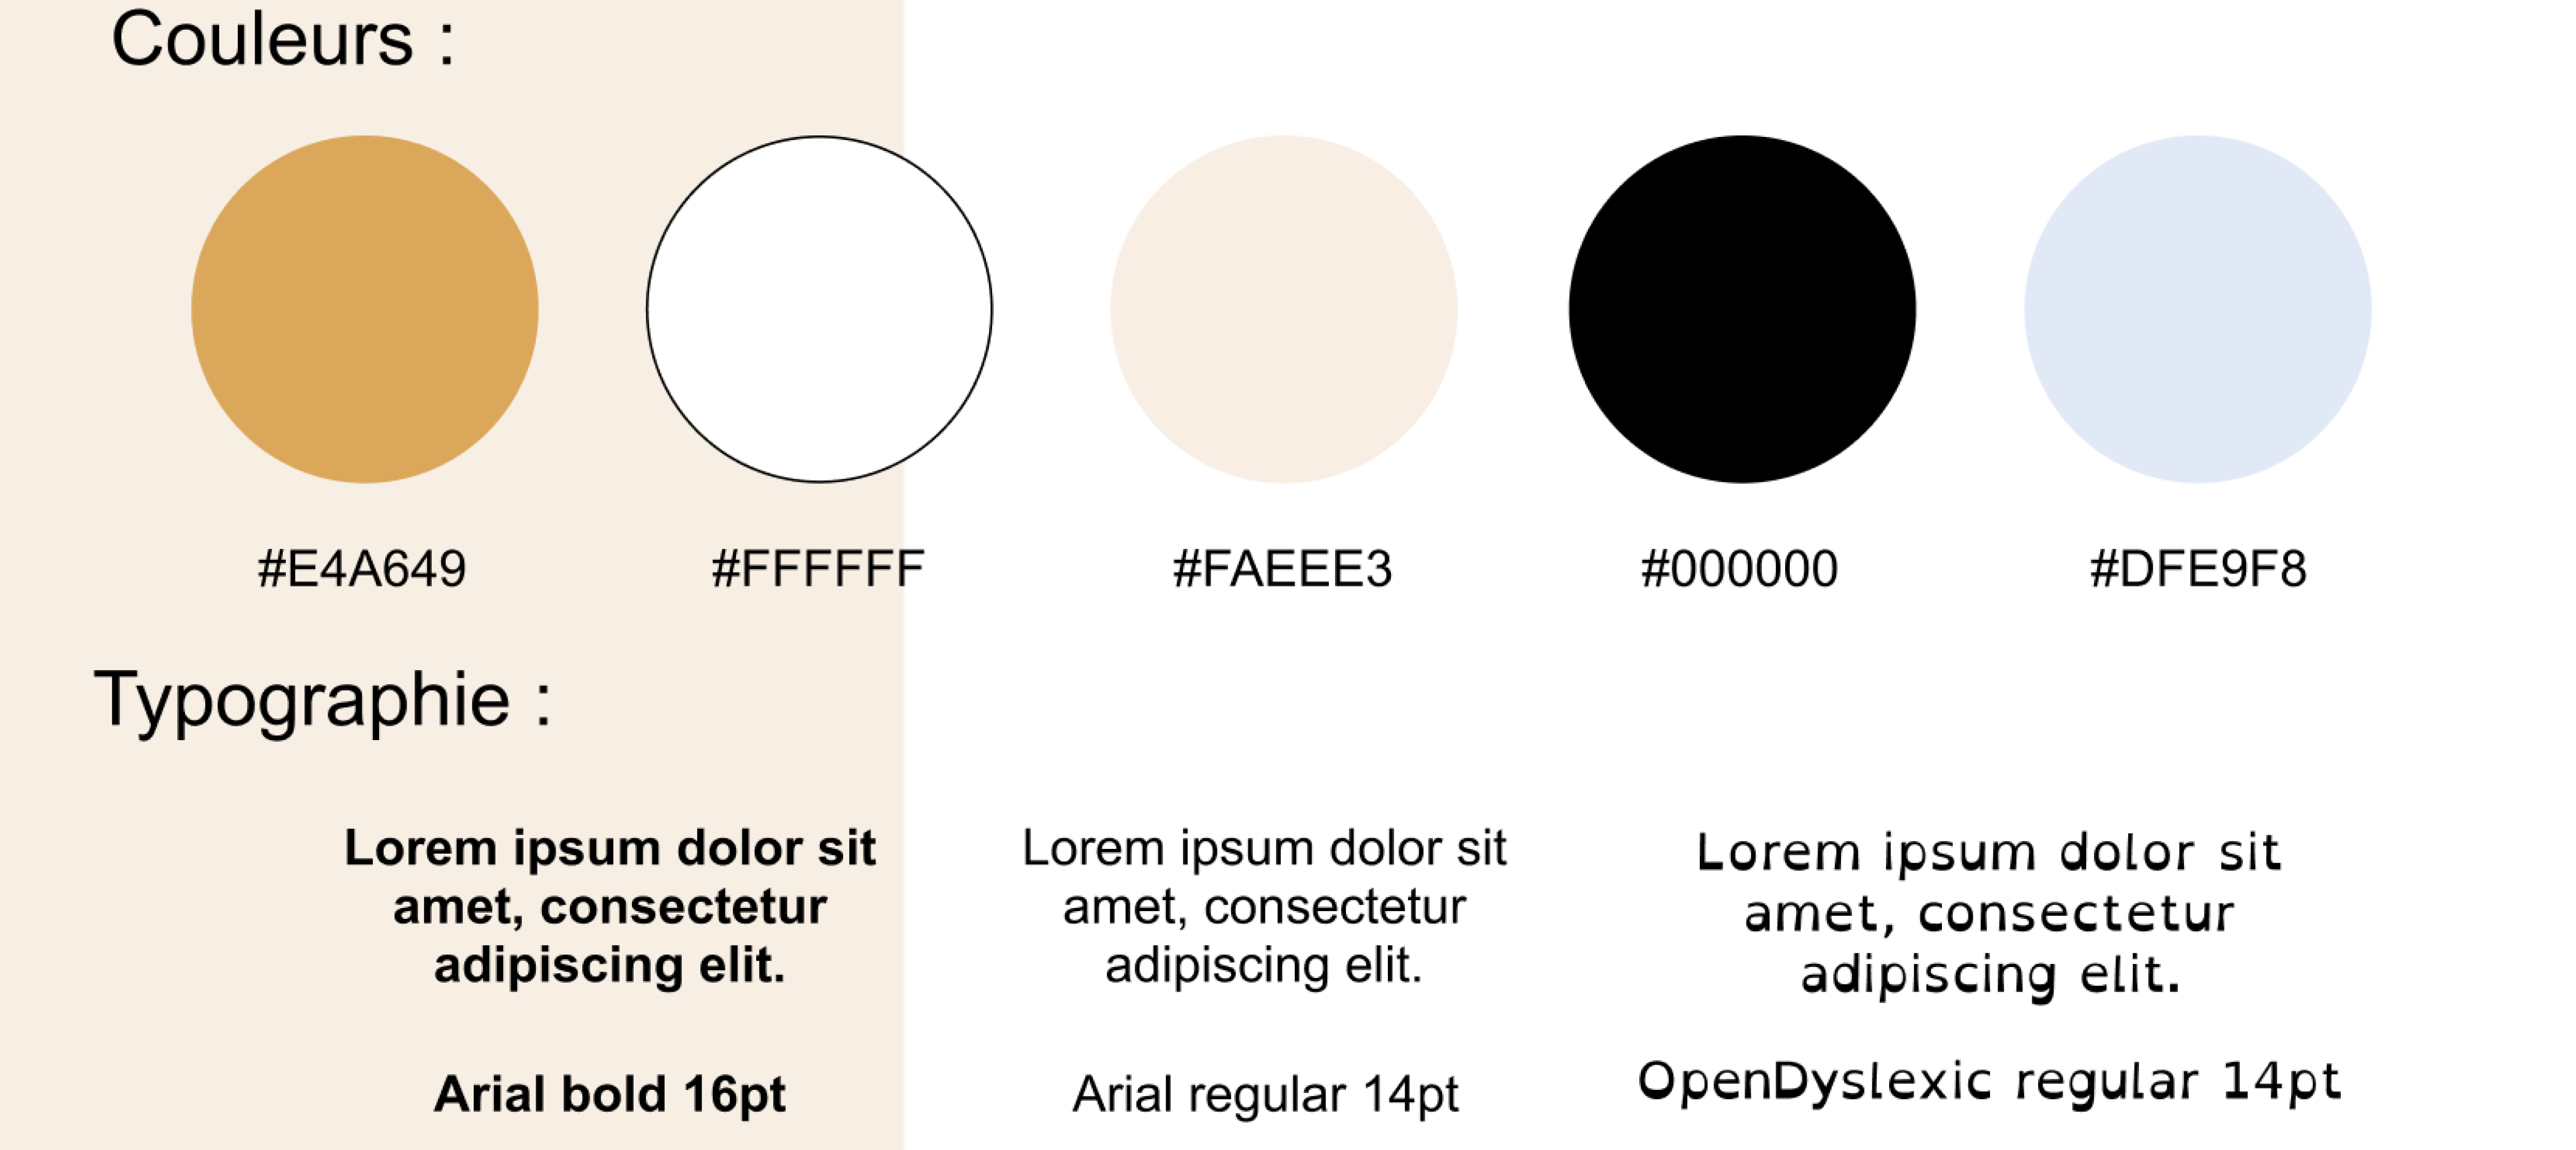 Couleurs :
#E4A649
#FFFFFF
#FAEEE3
#000000
#DFE9F8
Typographie :
Lorem ipsum dolor sit
amet, consectetur
adipiscing elit.
Arial bold 16pt
Lorem ipsum dolor sit
amet, consectetur
adipiscing elit.
Arial regular 14pt
Lorem ipsum dolor sit
amet, consectetur
adipiscing elit.
OpenDyslexic regular 14pt